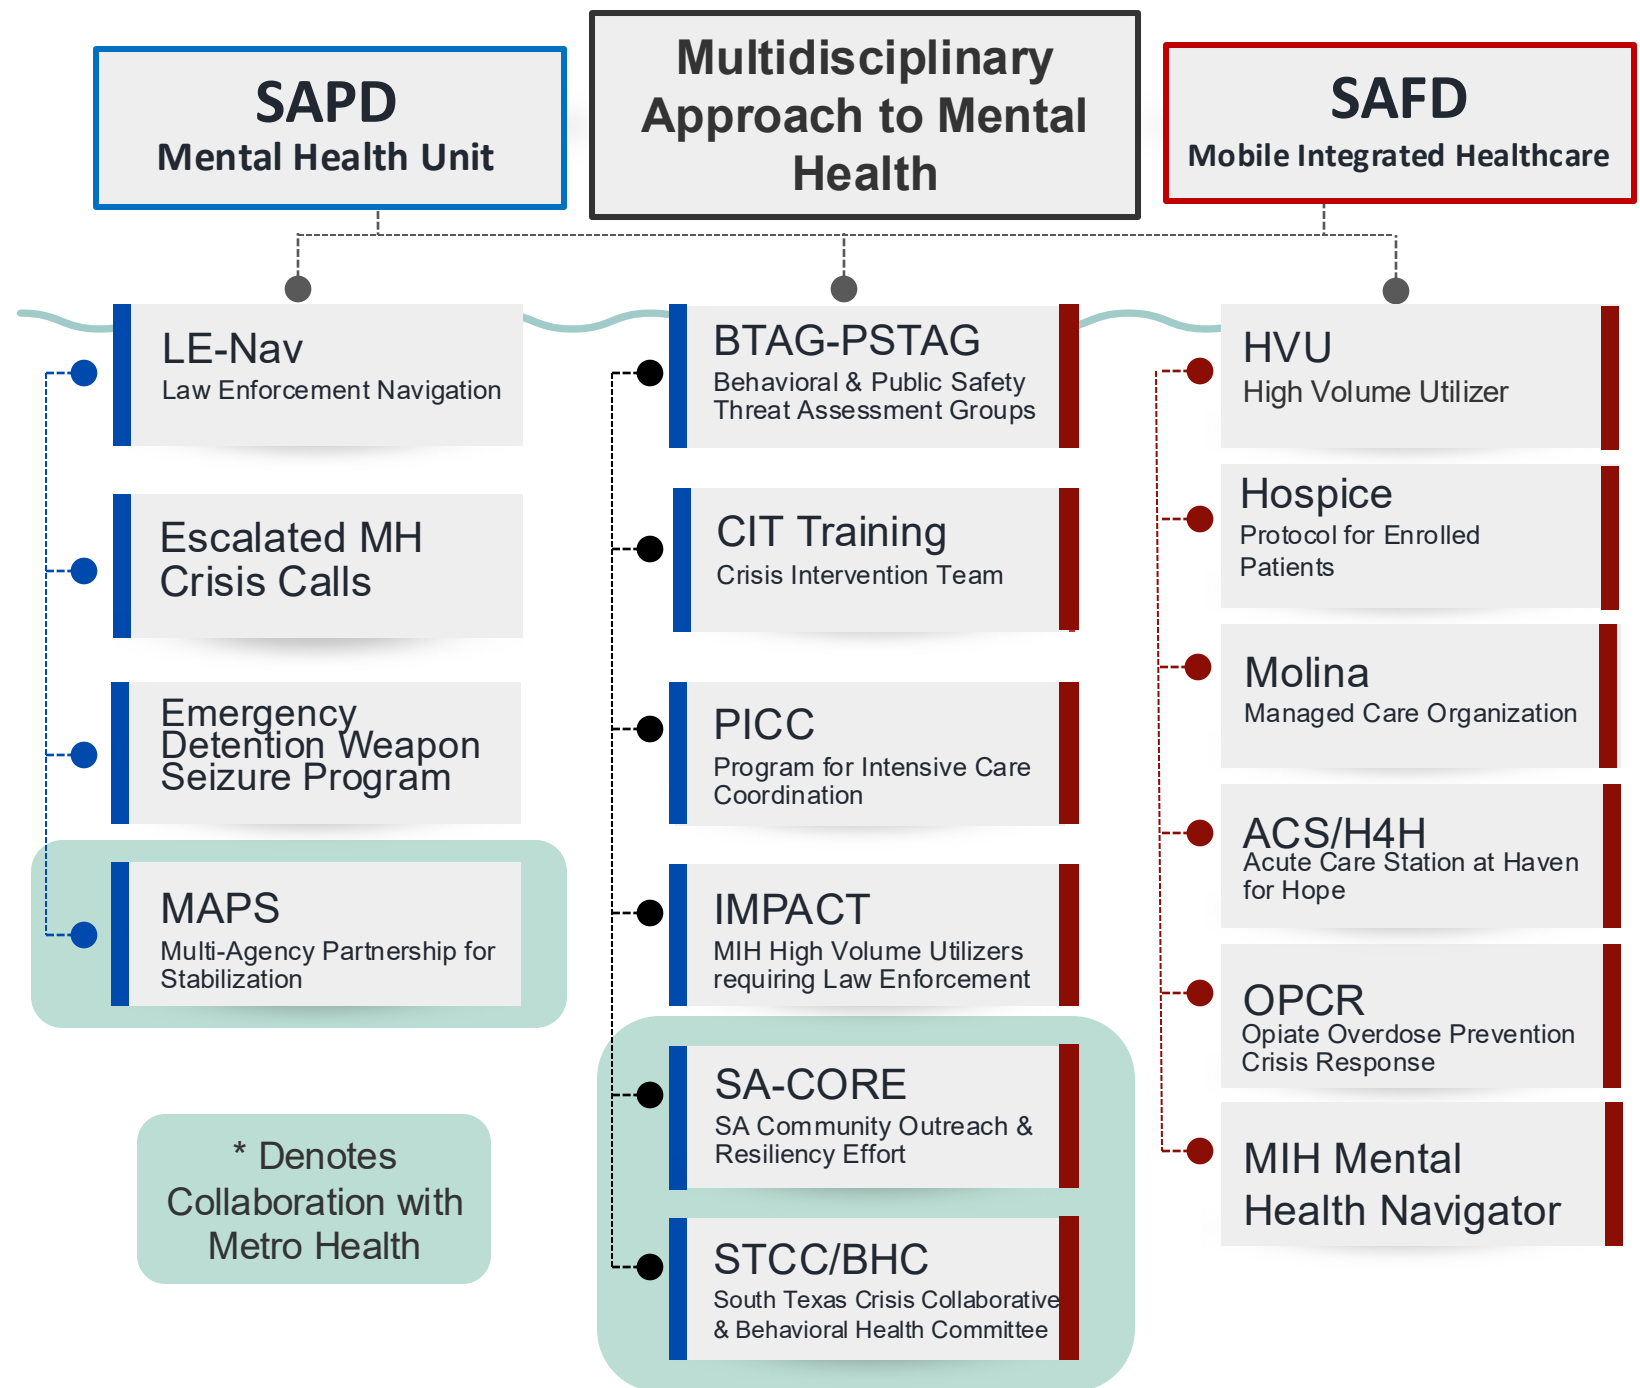 SAPD
Mental Health Unit
Multidisciplinary
Approach to Mental
Health
SAFD
Mobile Integrated Healthcare
LE-Nav
Law Enforcement Navigation
Escalated MH
Crisis Calls
Emergency
Detention Weapon
Seizure Program
MAPS
Multi-Agency Partnership for
Stabilization
* Denotes
Collaboration with
Metro Health
BTAG-PSTAG
Behavioral & Public Safety
Threat Assessment Groups
CIT Training
Crisis Intervention Team
PICC
Program for Intensive Care
Coordination
IMPACT
MIH High Volume Utilizers
requiring Law Enforcement
SA-CORE
SA Community Outreach &
Resiliency Effort
STCC/BHC
South Texas Crisis Collaborative
& Behavioral Health Committee
HVU
High Volume Utilizer
Hospice
Protocol for Enrolled
Patients
Molina
Managed Care Organization
ACS/H4H
Acute Care Station at Haven
for Hope
OPCR
Opiate Overdose Prevention
Crisis Response
MIH Mental
Health Navigator